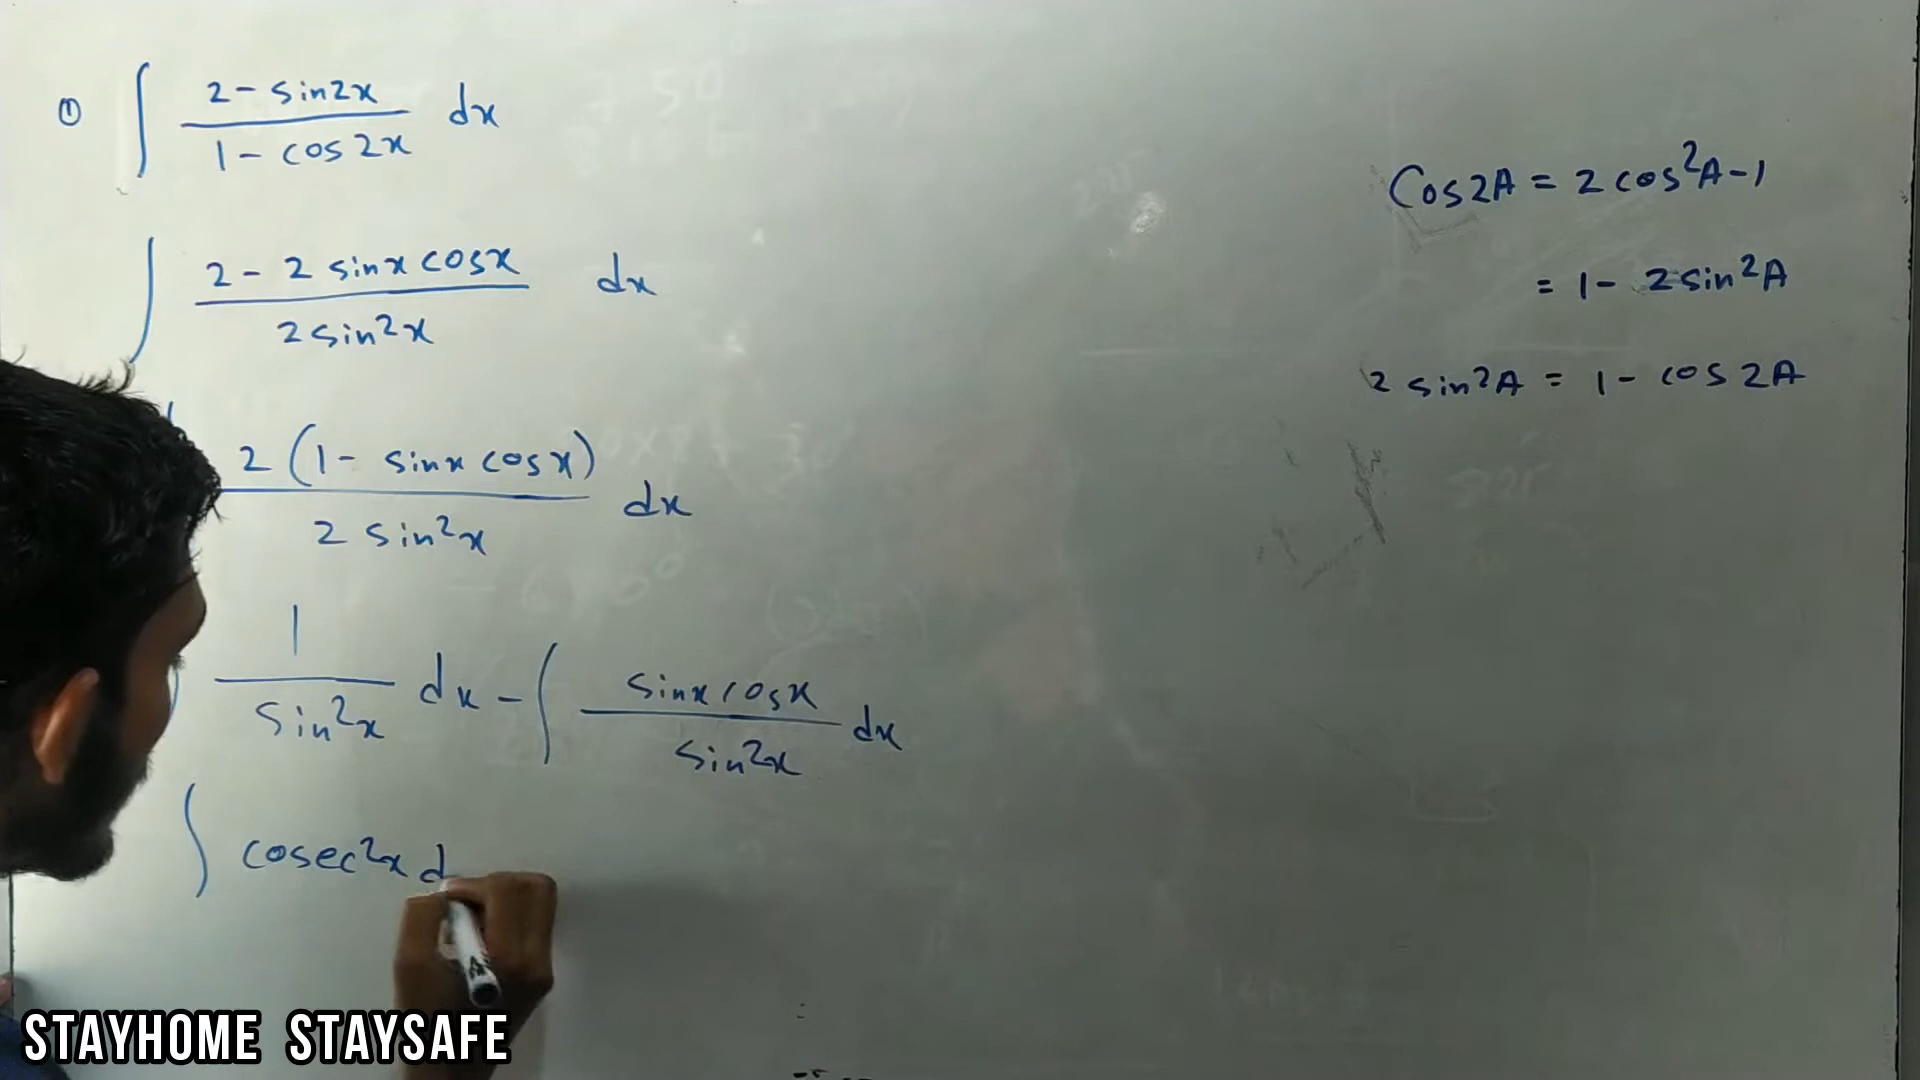 ① ∫ (2 - sin2x)/(1 - cos2x) dx
∫ (2 - 2 sinx cosx)/(2sin²x) dx
2(1 - sinx cosx)/(2 sin²x) dx
1/(sin²x) dx - ∫ (sinx cosx)/(sin²x) dx
∫ cosec²x d
Cos2A = 2cos²A-1
= 1 - 2sin²A
2 sin²A = 1 - cos2A
STAYHOME STAYSAFE